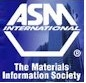 ASM
INTERNATIONAL
®
The Materials
Information Society